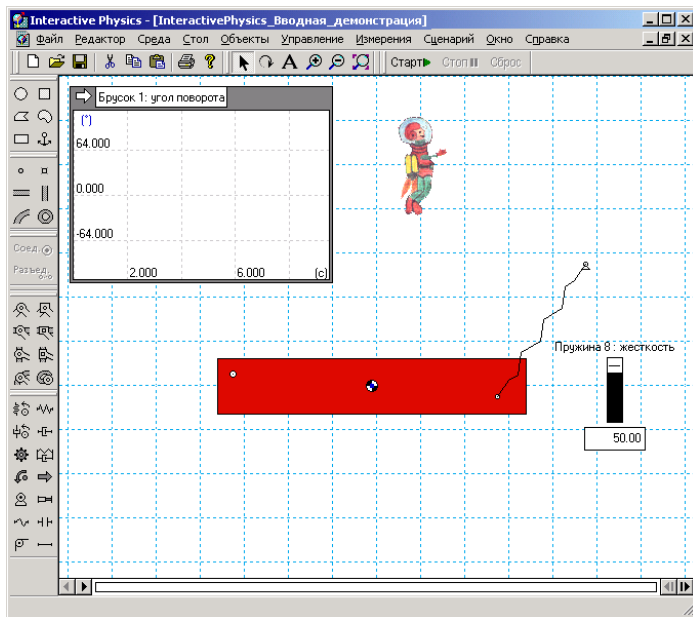 Interactive Physics - [InteractivePhysics_Вводная_демонстрация]
Файл Редактор Среда Стол Объекты Управление Измерения Сценарий Окно Справка
A Старт Стоп Сброс
Брусок 1: угол поворота
(°)
64.000
0.000
-64.000
2.000 6.000 (с)
Соед.
Разъед.
Пружина 8 : жесткость
50.00